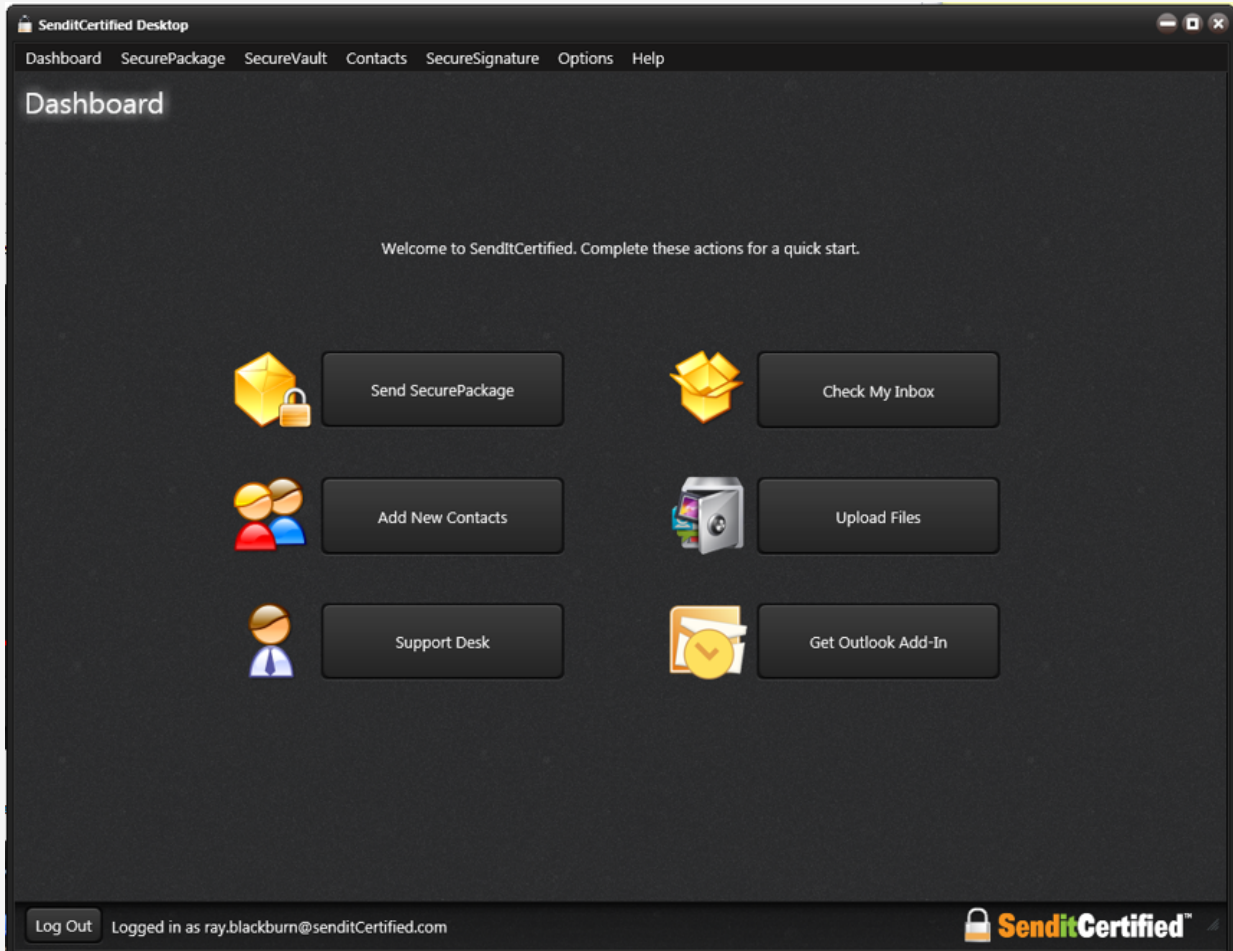 SenditCertified Desktop
Dashboard SecurePackage SecureVault Contacts SecureSignature Options Help
Dashboard
Welcome to SendItCertified. Complete these actions for a quick start.
Send SecurePackage
Check My Inbox
Add New Contacts
Upload Files
Support Desk
Get Outlook Add-In
Log Out Logged in as ray.blackburn@senditCertified.com
SenditCertified™